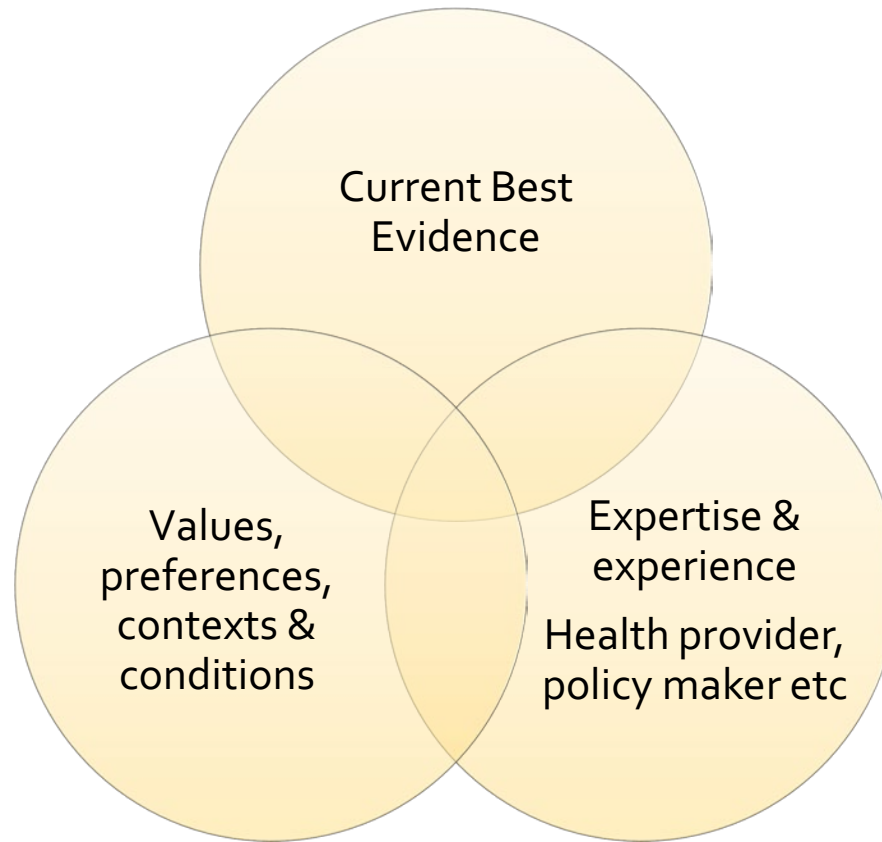 Current Best
Evidence
Values,
preferences,
contexts &
conditions
Expertise &
experience
Health provider,
policy maker etc